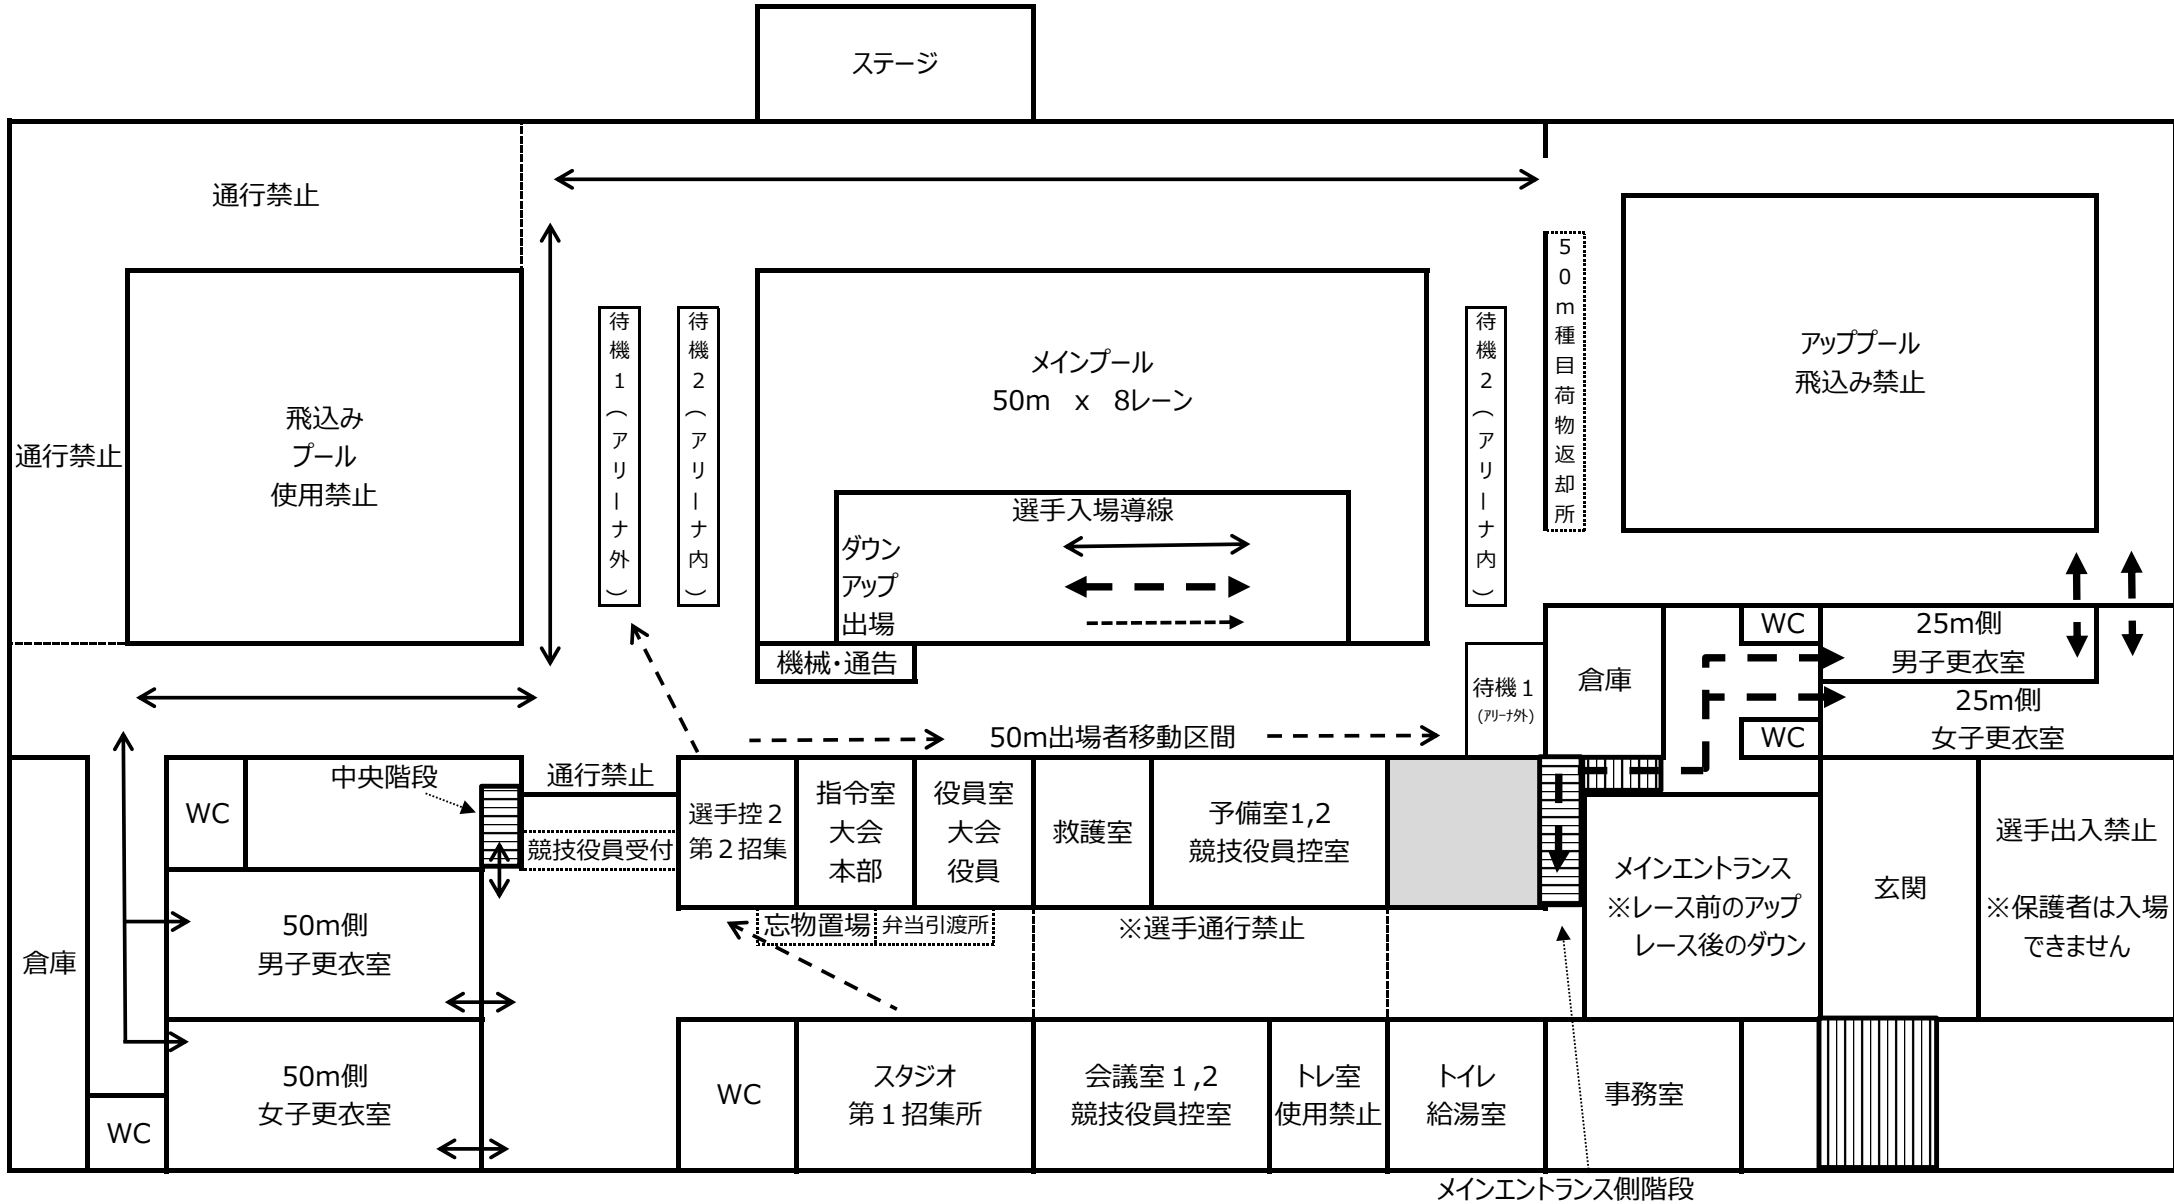 ステージ
通行禁止
通行禁止
飛込み
プール
使用禁止
待機1（アリーナ外）
待機2（アリーナ内）
メインプール
50m x 8レーン
選手入場導線
ダウン
アップ
出場
機械・通告
待機2（アリーナ内）
50m種目荷物返却所
アッププール
飛込み禁止
待機1
(アリーナ外)
倉庫
WC
25m側
男子更衣室
25m側
女子更衣室
WC
50m出場者移動区間
倉庫
WC
中央階段
通行禁止
競技役員受付
選手控2
第2招集
指令室
大会
本部
役員室
大会
役員
救護室
予備室1,2
競技役員控室
メインエントランス
※レース前のアップ
レース後のダウン
玄関
選手出入禁止
※保護者は入場
できません
50m側
男子更衣室
忘物置場
弁当引渡所
※選手通行禁止
50m側
女子更衣室
WC
WC
スタジオ
第1招集所
会議室1,2
競技役員控室
トレ室
使用禁止
トイレ
給湯室
事務室
メインエントランス側階段